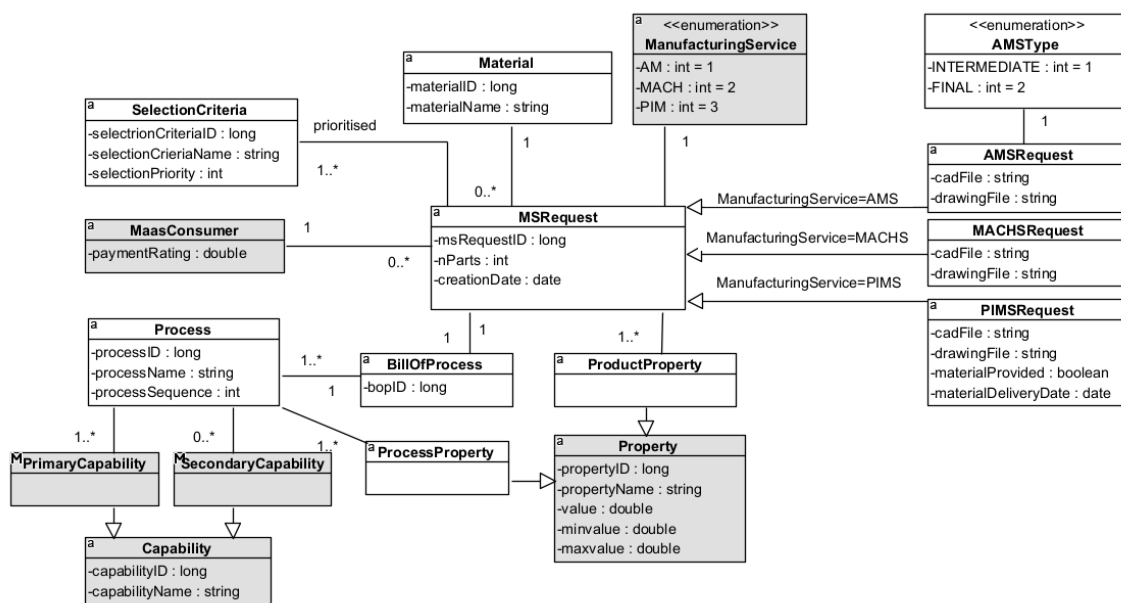 <<enumeration>>
ManufacturingService
-AM : int = 1
-MACH : int = 2
-PIM : int = 3
a
<<enumeration>>
AMSType
-INTERMEDIATE : int = 1
-FINAL : int = 2
a
Material
-materialID : long
-materialName : string
a
SelectionCriteria
-selectrionCriteriaID : long
-selectionCrieriaName : string
-selectionPriority : int
a
prioritised
1..*
1
0..*
1
1
a
AMSRequest
-cadFile : string
-drawingFile : string
ManufacturingService=AMS
a
MSRequest
-msRequestID : long
-nParts : int
-creationDate : date
a
MaasConsumer
-paymentRating : double
1
0..*
MACHSRequest
-cadFile : string
-drawingFile : string
a
ManufacturingService=MACHS
ManufacturingService=PIMS
a
PIMSRequest
-cadFile : string
-drawingFile : string
-materialProvided : boolean
-materialDeliveryDate : date
a
Process
-processID : long
-processName : string
-processSequence : int
1
1
1..*
1..*
1
a
BillOfProcess
-bopID : long
a
ProductProperty
1..*
0..*
1..*
M
PrimaryCapability
M
SecondaryCapability
a
ProcessProperty
a
Property
-propertyID : long
-propertyName : string
-value : double
-minvalue : double
-maxvalue : double
a
Capability
-capabilityID : long
-capabilityName : string